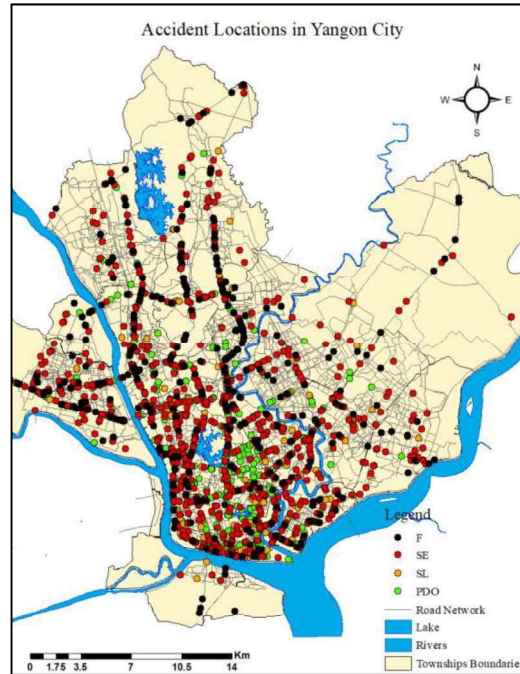 Accident Locations in Yangon City
N
W E
S
Legend
F
SE
SL
PDO
Road Network
Lake
Rivers
Townships Boundaries
Km
0 1.75 3.5 7 10.5 14